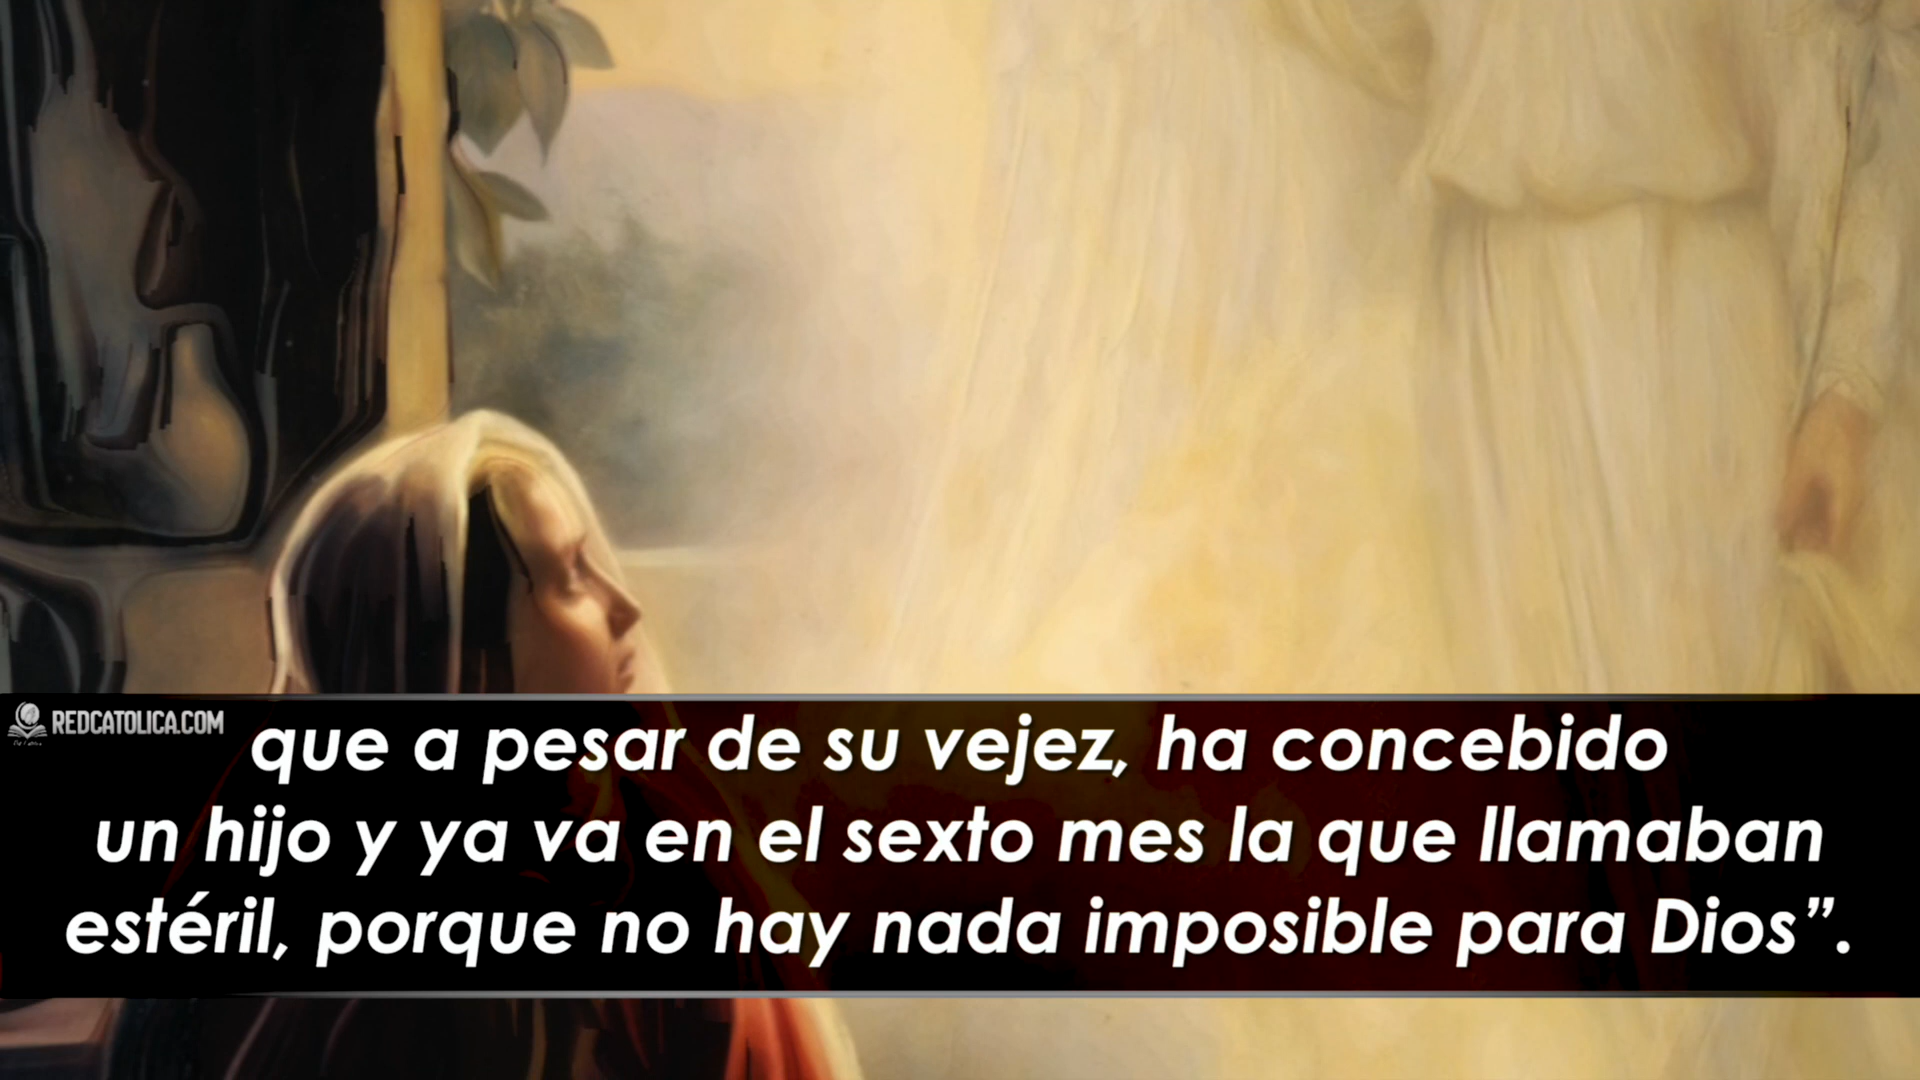 REDCATOLICA.COM
que a pesar de su vejez, ha concebido
un hijo y ya va en el sexto mes la que llamaban
estéril, porque no hay nada imposible para Dios”.